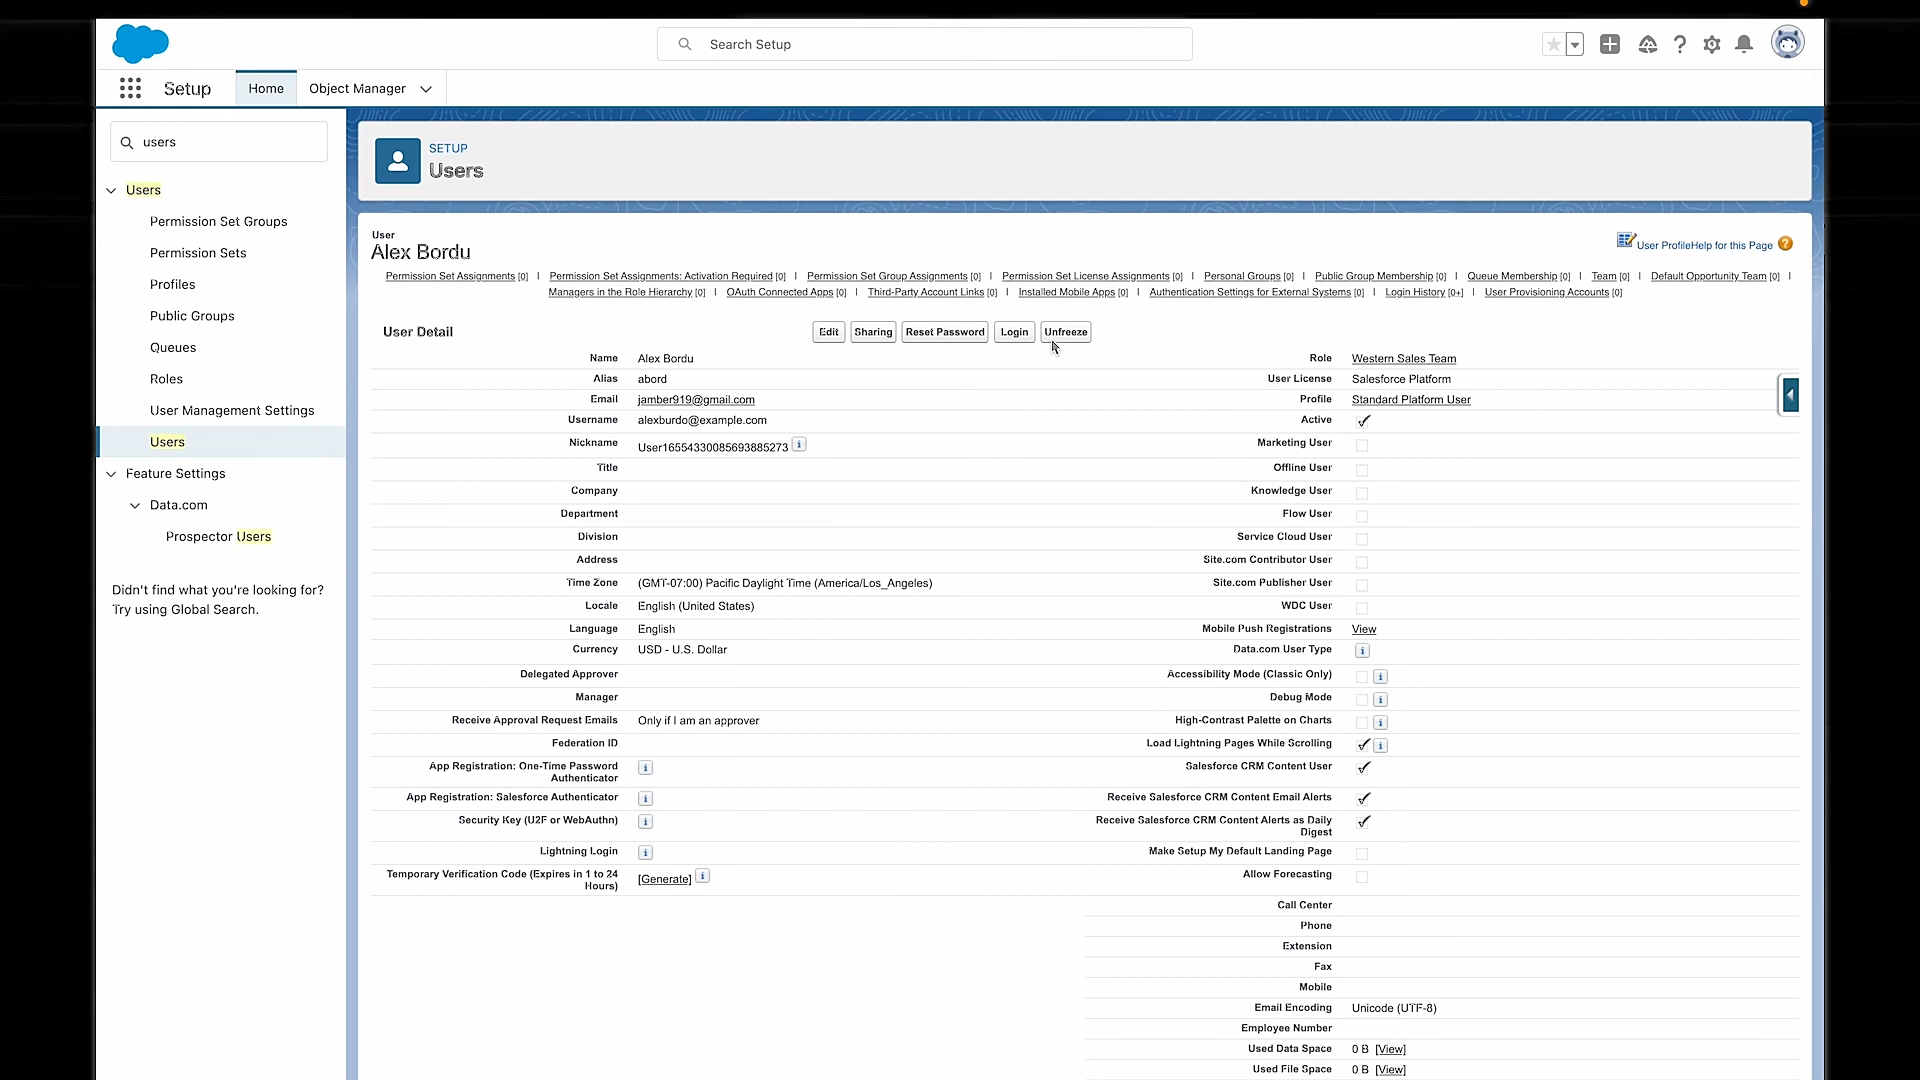 Search Setup
Setup
Home
Object Manager
users
Users
Permission Set Groups
Permission Sets
Profiles
Public Groups
Queues
Roles
User Management Settings
Users
Feature Settings
Data.com
Prospector Users
Didn't find what you're looking for?
Try using Global Search.
SETUP
Users
User
Alex Bordu
User Profile Help for this Page
Permission Set Assignments [0] | Permission Set Assignments: Activation Required [0] | Permission Set Group Assignments [0] | Permission Set License Assignments [0] | Personal Groups [0] | Public Group Membership [0] | Queue Membership [0] | Team [0] | Default Opportunity Team [0] |
Managers in the Role Hierarchy [0] | OAuth Connected Apps [0] | Third-Party Account Links [0] | Installed Mobile Apps [0] | Authentication Settings for External Systems [0] | Login History [0+] | User Provisioning Accounts [0]
User Detail
Edit Sharing Reset Password Login Unfreeze
Name Alex Bordu
Alias abord
Email jamber919@gmail.com
Username alexburdo@example.com
Nickname User16554330085693885273 i
Title
Company
Department
Division
Address
Time Zone (GMT-07:00) Pacific Daylight Time (America/Los_Angeles)
Locale English (United States)
Language English
Currency USD - U.S. Dollar
Delegated Approver
Manager
Receive Approval Request Emails Only if I am an approver
Federation ID
App Registration: One-Time Password
Authenticator i
App Registration: Salesforce Authenticator i
Security Key (U2F or WebAuthn) i
Lightning Login i
Temporary Verification Code (Expires in 1 to 24
Hours) [Generate] i
Role Western Sales Team
User License Salesforce Platform
Profile Standard Platform User
Active
Marketing User
Offline User
Knowledge User
Flow User
Service Cloud User
Site.com Contributor User
Site.com Publisher User
WDC User
Mobile Push Registrations View
Data.com User Type i
Accessibility Mode (Classic Only) i
Debug Mode i
High-Contrast Palette on Charts i
Load Lightning Pages While Scrolling i
Salesforce CRM Content User
Receive Salesforce CRM Content Email Alerts
Receive Salesforce CRM Content Alerts as Daily
Digest
Make Setup My Default Landing Page
Allow Forecasting
Call Center
Phone
Extension
Fax
Mobile
Email Encoding Unicode (UTF-8)
Employee Number
Used Data Space 0 B [View]
Used File Space 0 B [View]